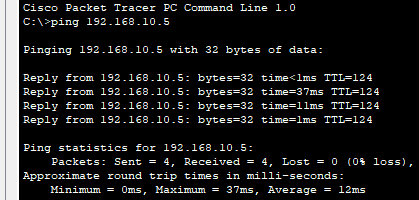 Cisco Packet Tracer PC Command Line 1.0
C:\>ping 192.168.10.5
Pinging 192.168.10.5 with 32 bytes of data:
Reply from 192.168.10.5: bytes=32 time<1ms TTL=124
Reply from 192.168.10.5: bytes=32 time=37ms TTL=124
Reply from 192.168.10.5: bytes=32 time=11ms TTL=124
Reply from 192.168.10.5: bytes=32 time=1ms TTL=124
Ping statistics for 192.168.10.5:
Packets: Sent = 4, Received = 4, Lost = 0 (0% loss),
Approximate round trip times in milli-seconds:
Minimum = 0ms, Maximum = 37ms, Average = 12ms